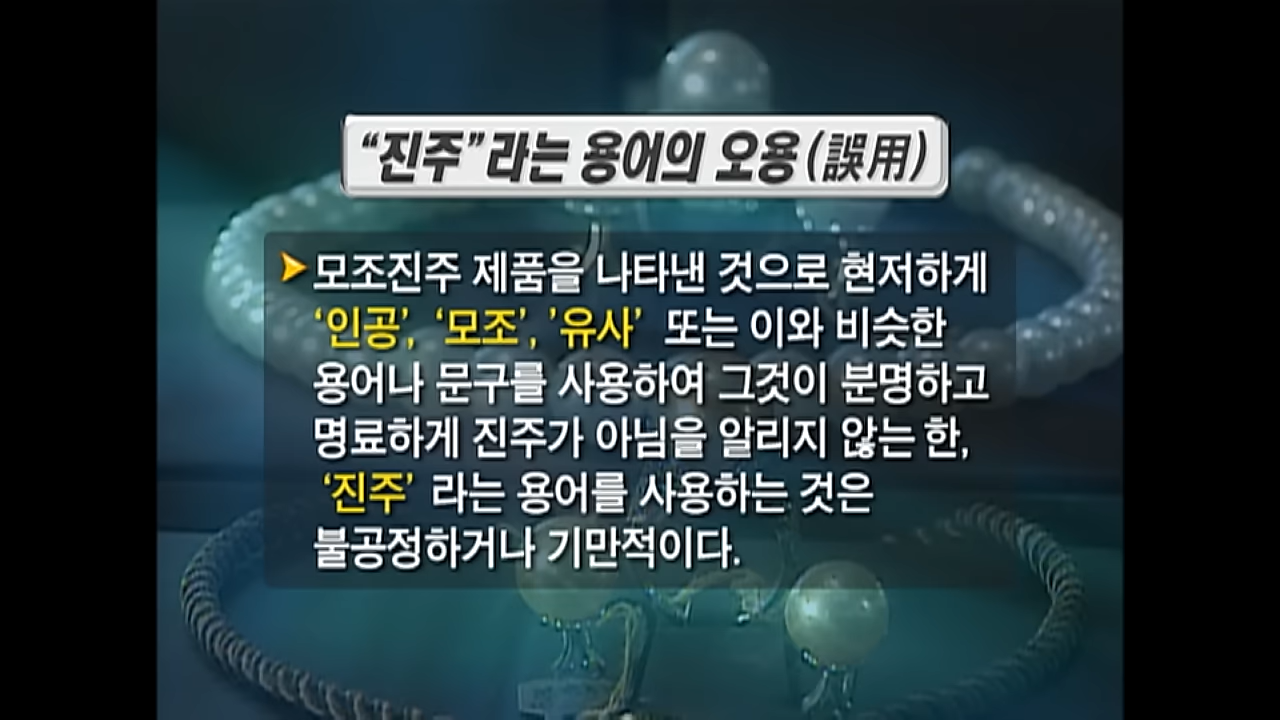 “진주”라는 용어의 오용(誤用)
모조진주 제품을 나타낸 것으로 현저하게
‘인공’, ‘모조’, ’유사’ 또는 이와 비슷한
용어나 문구를 사용하여 그것이 분명하고
명료하게 진주가 아님을 알리지 않는 한,
‘진주’ 라는 용어를 사용하는 것은
불공정하거나 기만적이다.